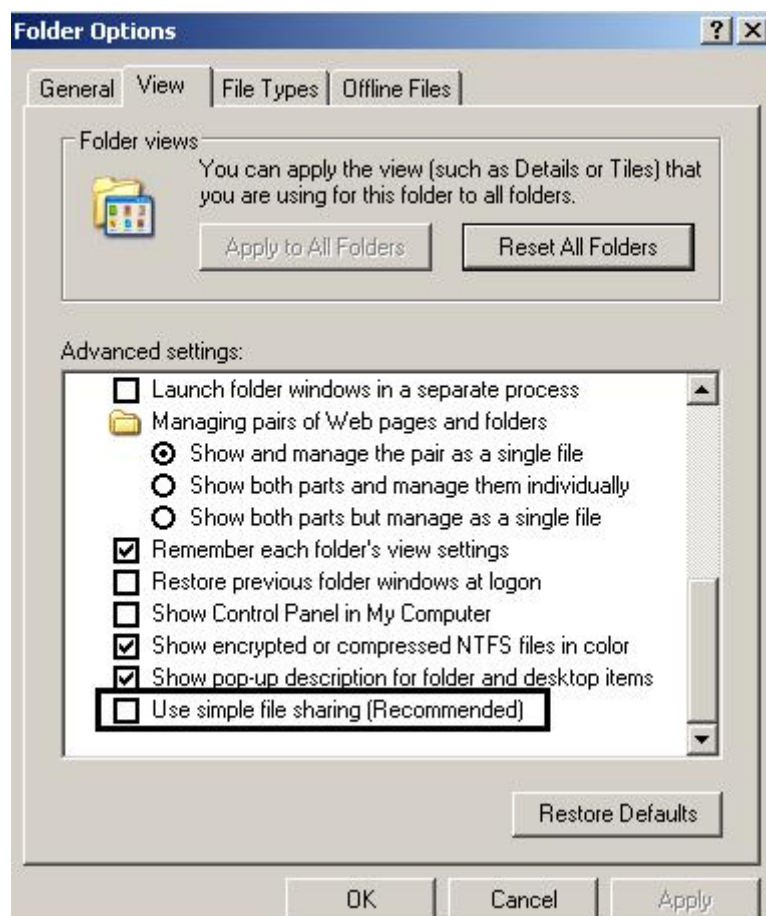 Folder Options
General View File Types Offline Files
Folder views
You can apply the view (such as Details or Tiles) that
you are using for this folder to all folders.
Apply to All Folders Reset All Folders
Advanced settings:
Launch folder windows in a separate process
Managing pairs of Web pages and folders
Show and manage the pair as a single file
Show both parts and manage them individually
Show both parts but manage as a single file
Remember each folder's view settings
Restore previous folder windows at logon
Show Control Panel in My Computer
Show encrypted or compressed NTFS files in color
Show pop-up description for folder and desktop items
Use simple file sharing (Recommended)
Restore Defaults
OK Cancel Apply